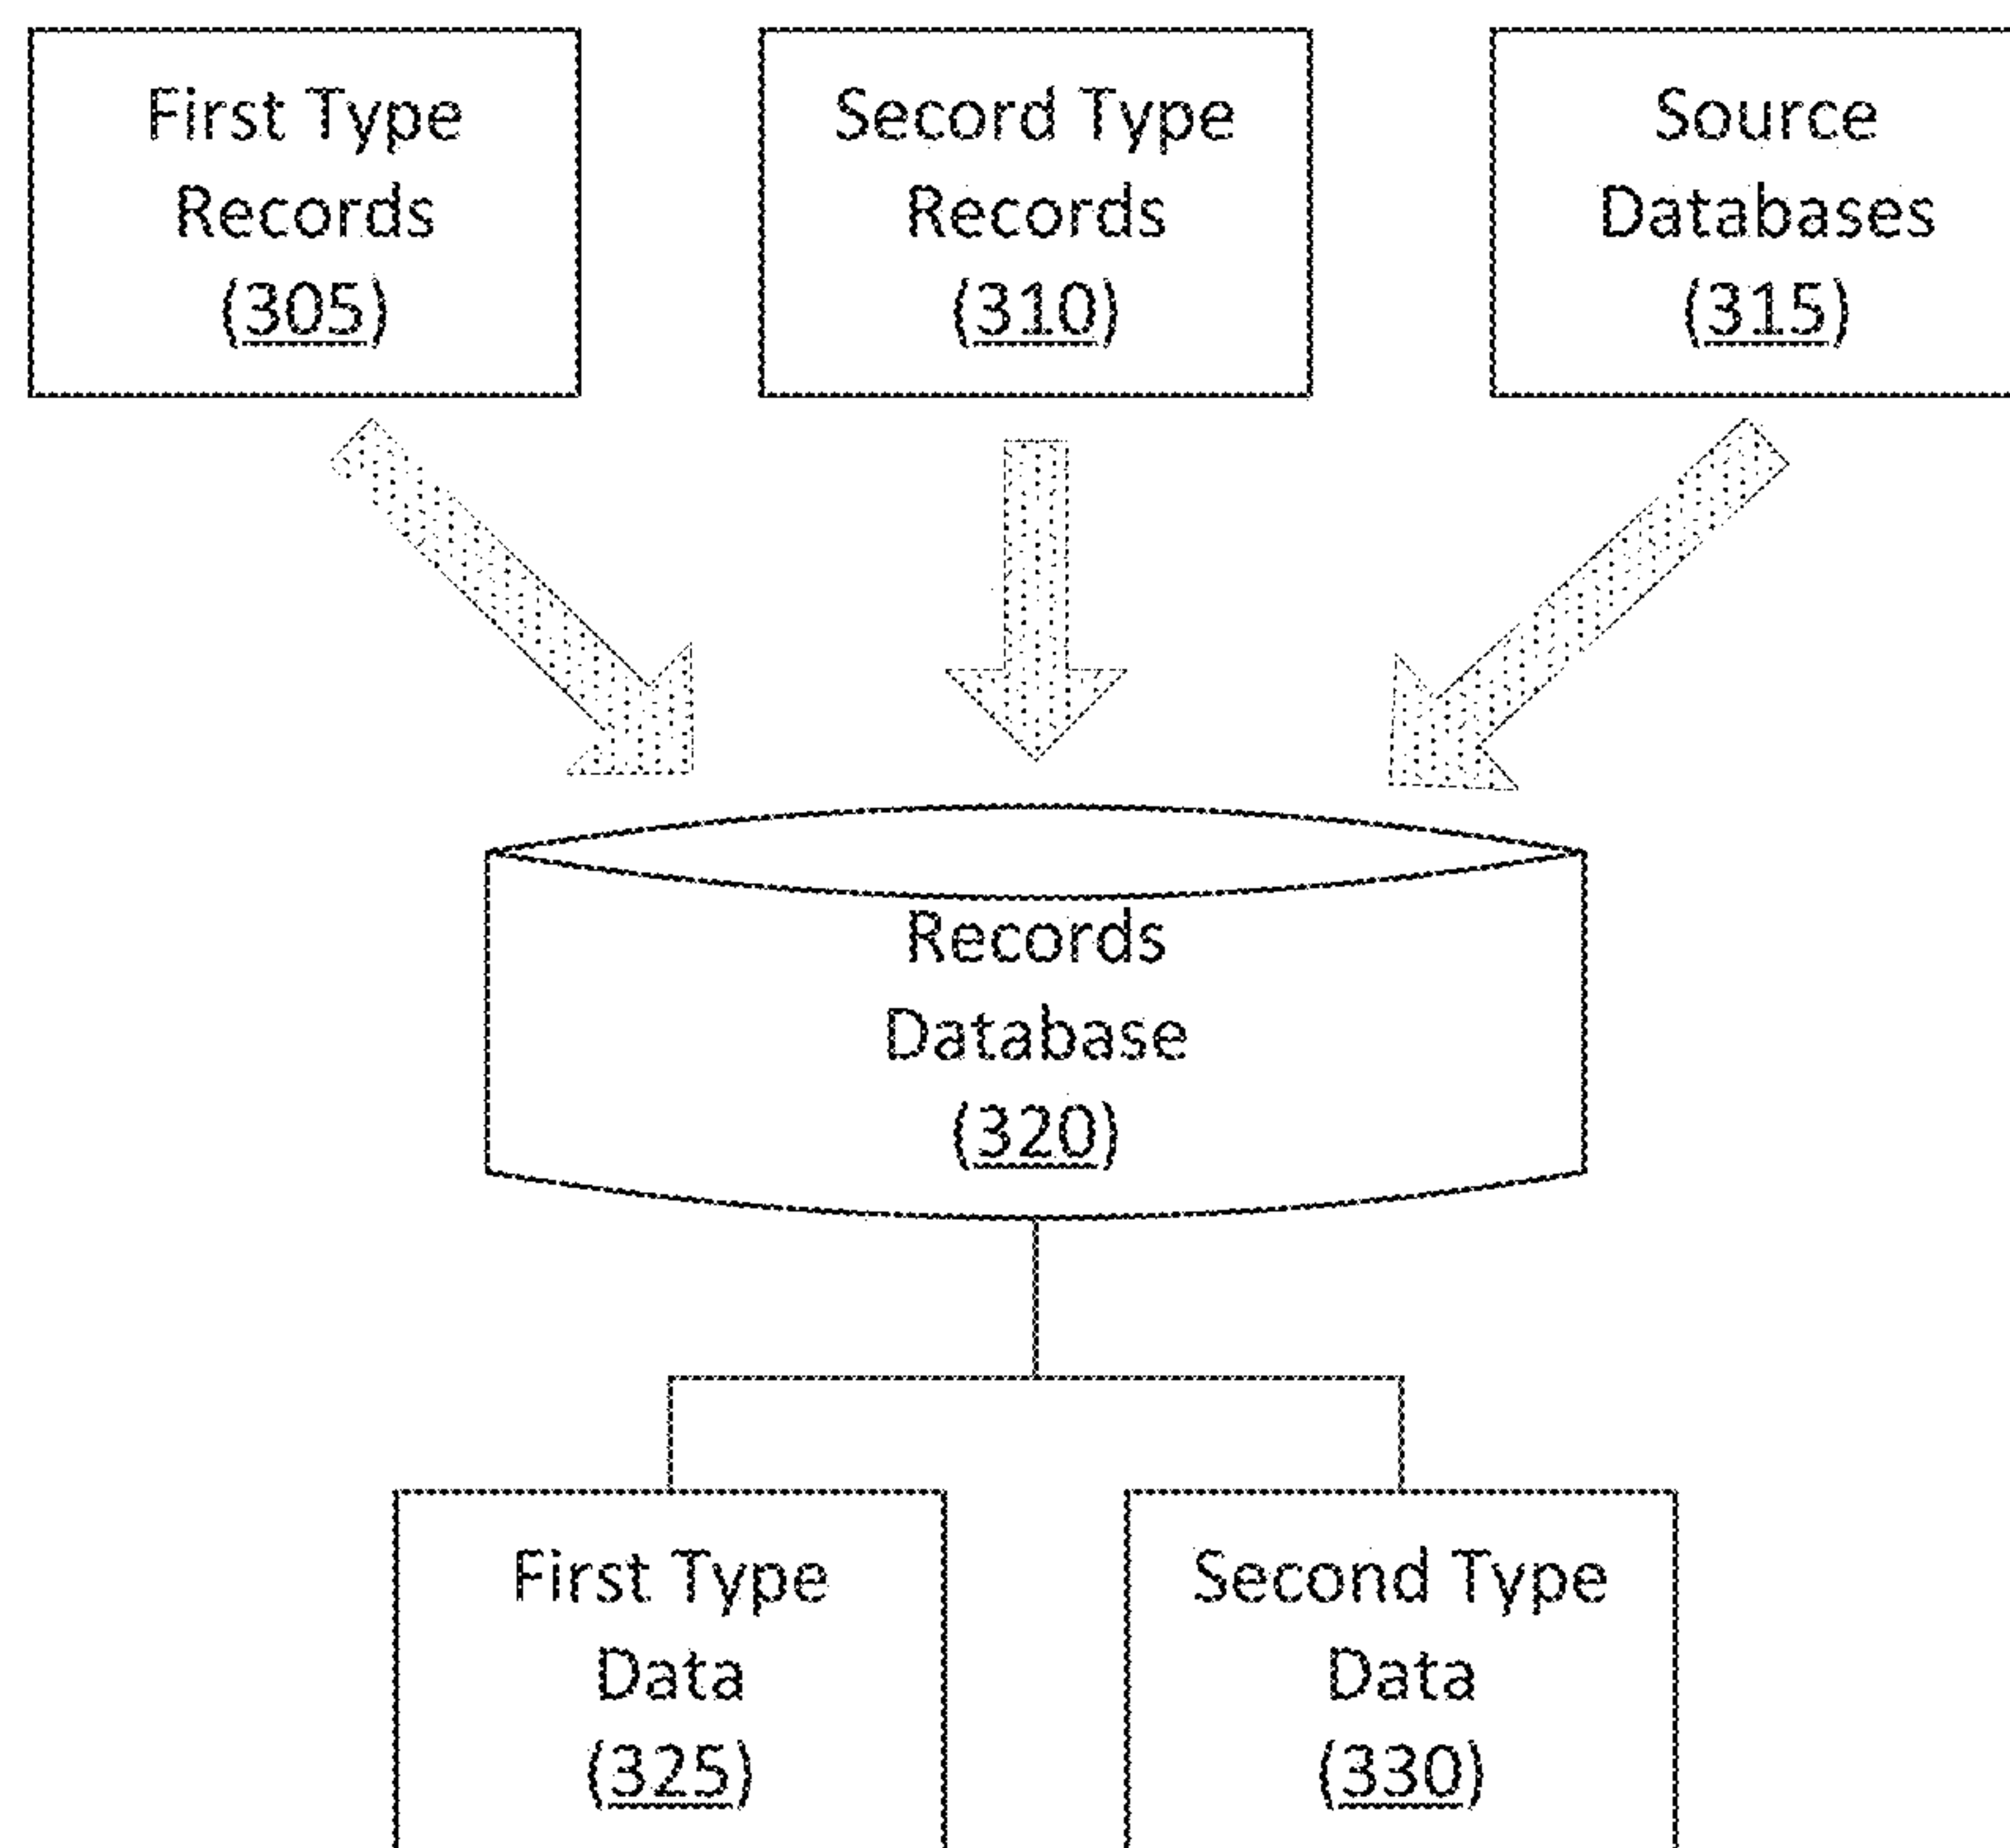 First Type
Records
(305)
Secord Type
Records
(310)
Source
Databases
(315)
Records
Database
(320)
First Type
Data
(325)
Second Type
Data
(330)